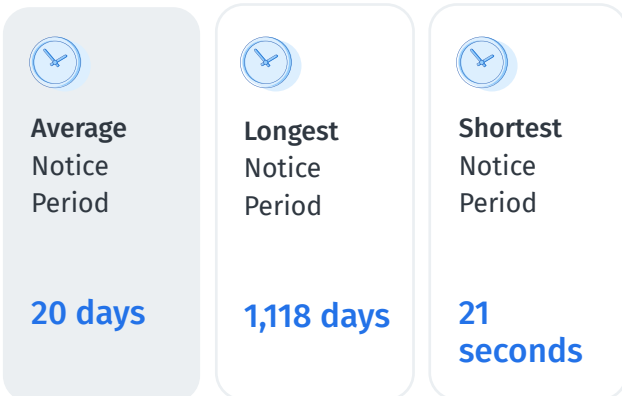 Average
Notice
Period
20 days
Longest
Notice
Period
1,118 days
Shortest
Notice
Period
21
seconds